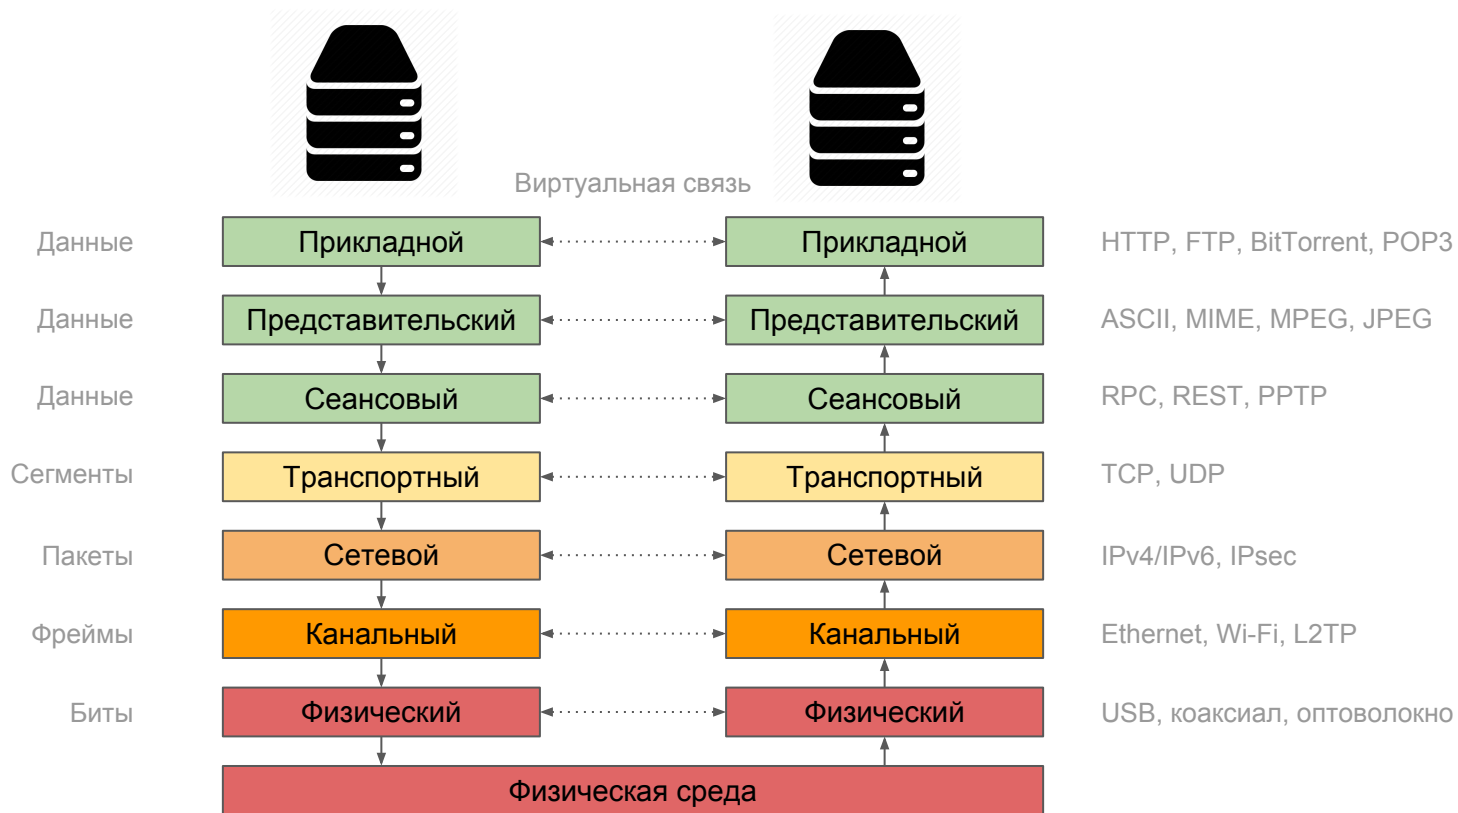 Виртуальная связь
Данные Прикладной Прикладной HTTP, FTP, BitTorrent, POP3
Данные Представительский Представительский ASCII, MIME, MPEG, JPEG
Данные Сеансовый Сеансовый RPC, REST, PPTP
Сегменты Транспортный Транспортный TCP, UDP
Пакеты Сетевой Сетевой IPv4/IPv6, IPsec
Фреймы Канальный Канальный Ethernet, Wi-Fi, L2TP
Биты Физический Физический USB, коаксиал, оптоволокно
Физическая среда